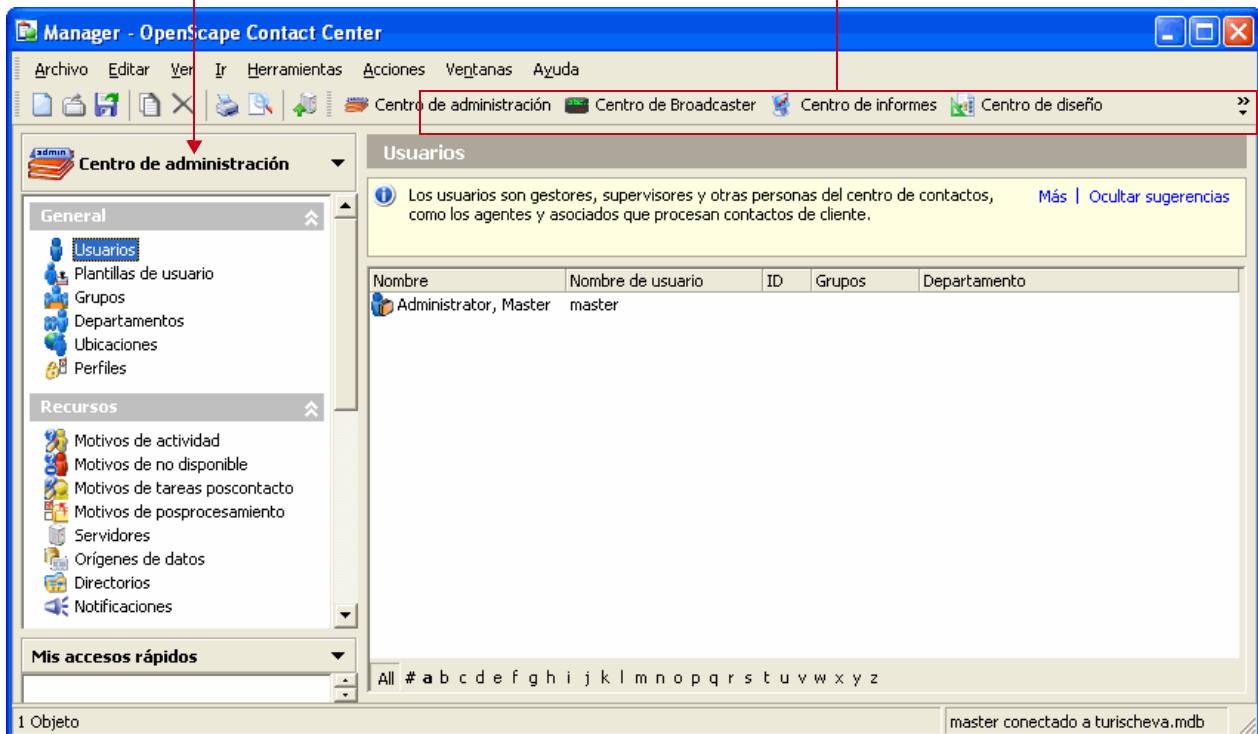 Manager - OpenScape Contact Center
Archivo Editar Ver Ir Herramientas Acciones Ventanas Ayuda
Centro de administración Centro de Broadcaster Centro de informes Centro de diseño
admin
Centro de administración
General
Usuarios
Plantillas de usuario
Grupos
Departamentos
Ubicaciones
Perfiles
Recursos
Motivos de actividad
Motivos de no disponible
Motivos de tareas poscontacto
Motivos de posprocesamiento
Servidores
Orígenes de datos
Directorios
Notificaciones
Mis accesos rápidos
Usuarios
Los usuarios son gestores, supervisores y otras personas del centro de contactos,
como los agentes y asociados que procesan contactos de cliente.
Más | Ocultar sugerencias
Nombre Nombre de usuario ID Grupos Departamento
Administrator, Master master
All # a b c d e f g h i j k l m n o p q r s t u v w x y z
1 Objeto master conectado a turischeva.mdb